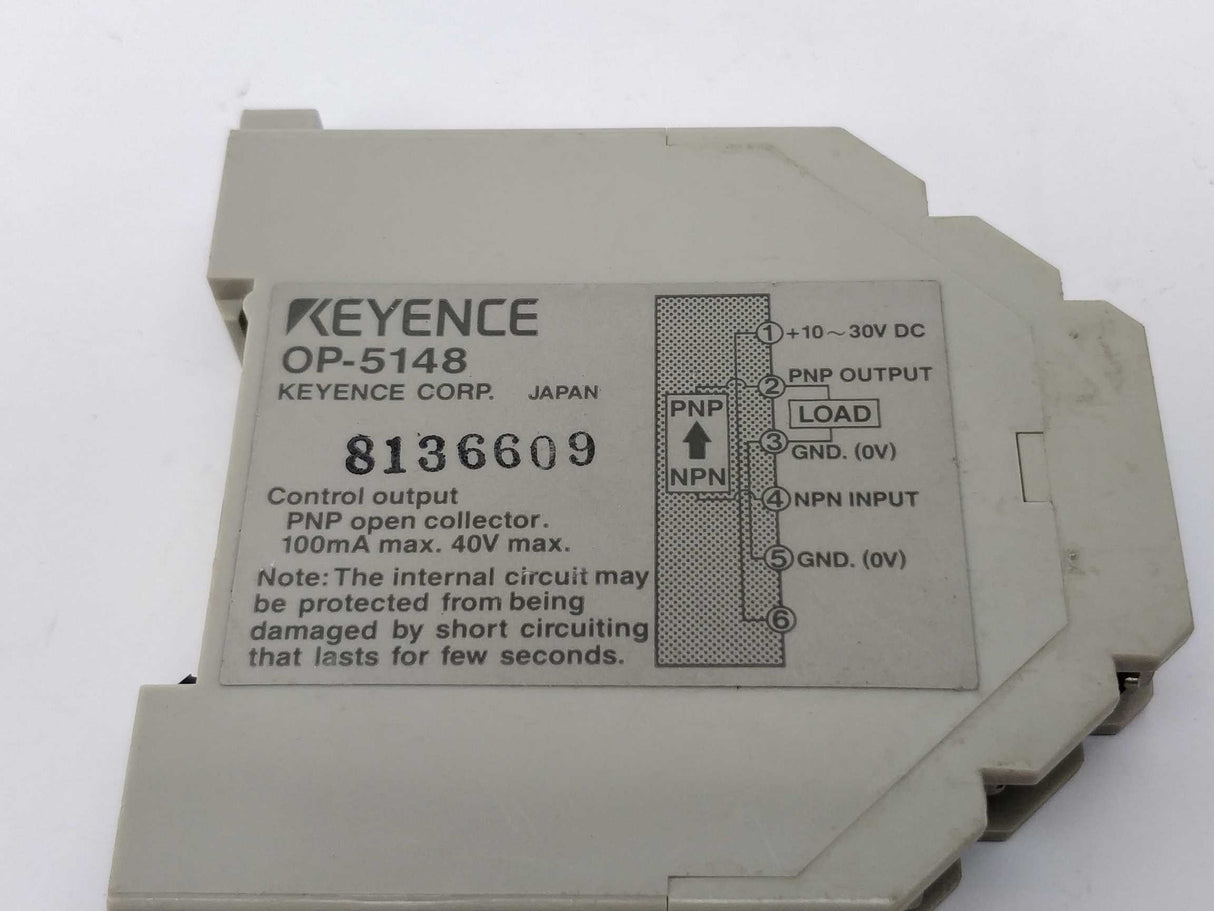 KEYENCE
OP-5148
KEYENCE CORP. JAPAN
8136609
Control output
PNP open collector.
100mA max. 40V max.
Note: The internal circuit may
be protected from being
damaged by short circuiting
that lasts for few seconds.
PNP
NPN
① +10～30V DC
② PNP OUTPUT
LOAD
③ GND. (0V)
④ NPN INPUT
⑤ GND. (0V)
⑥